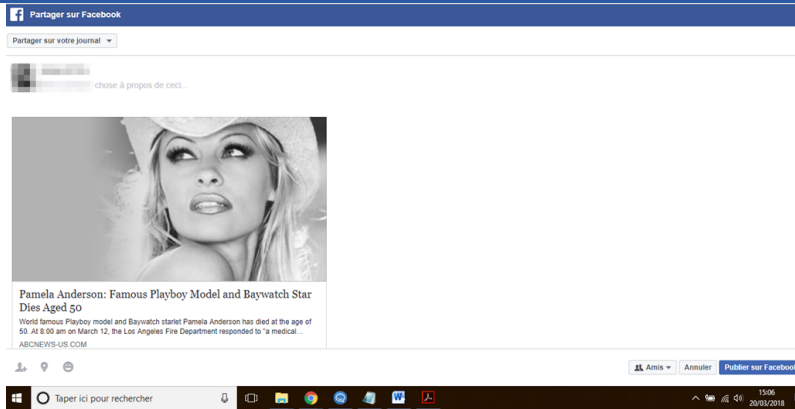 Partager sur Facebook
Partager sur votre journal
chose à propos de ceci...
Pamela Anderson: Famous Playboy Model and Baywatch Star
Dies Aged 50
World famous Playboy model and Baywatch starlet Pamela Anderson has died at the age of
50. At 8:00 am on March 12, the Los Angeles Fire Department responded to "a medical...
ABCNEWS-US.COM
Amis
Annuler
Publier sur Facebook
Taper ici pour rechercher
15:06
20/03/2018